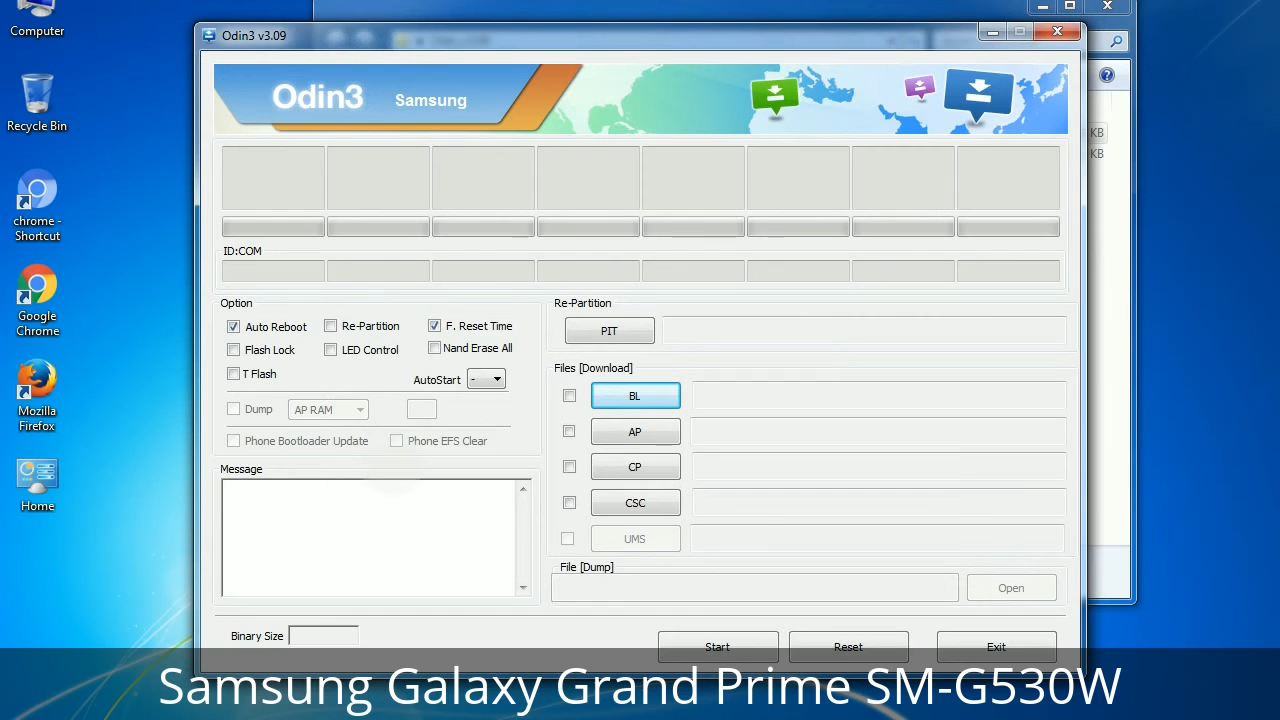 Computer
Recycle Bin
chrome - Shortcut
Google Chrome
Mozilla Firefox
Home
Odin3 v3.09
Odin3 Samsung
KB
KB
ID:COM
Option
Auto Reboot
Re-Partition
F. Reset Time
Flash Lock
LED Control
Nand Erase All
T Flash
AutoStart -
Dump
AP RAM
Phone Bootloader Update
Phone EFS Clear
Message
Re-Partition
PIT
Files [Download]
BL
AP
CP
CSC
UMS
File [Dump]
Open
Binary Size
Start
Reset
Exit
Samsung Galaxy Grand Prime SM-G530W